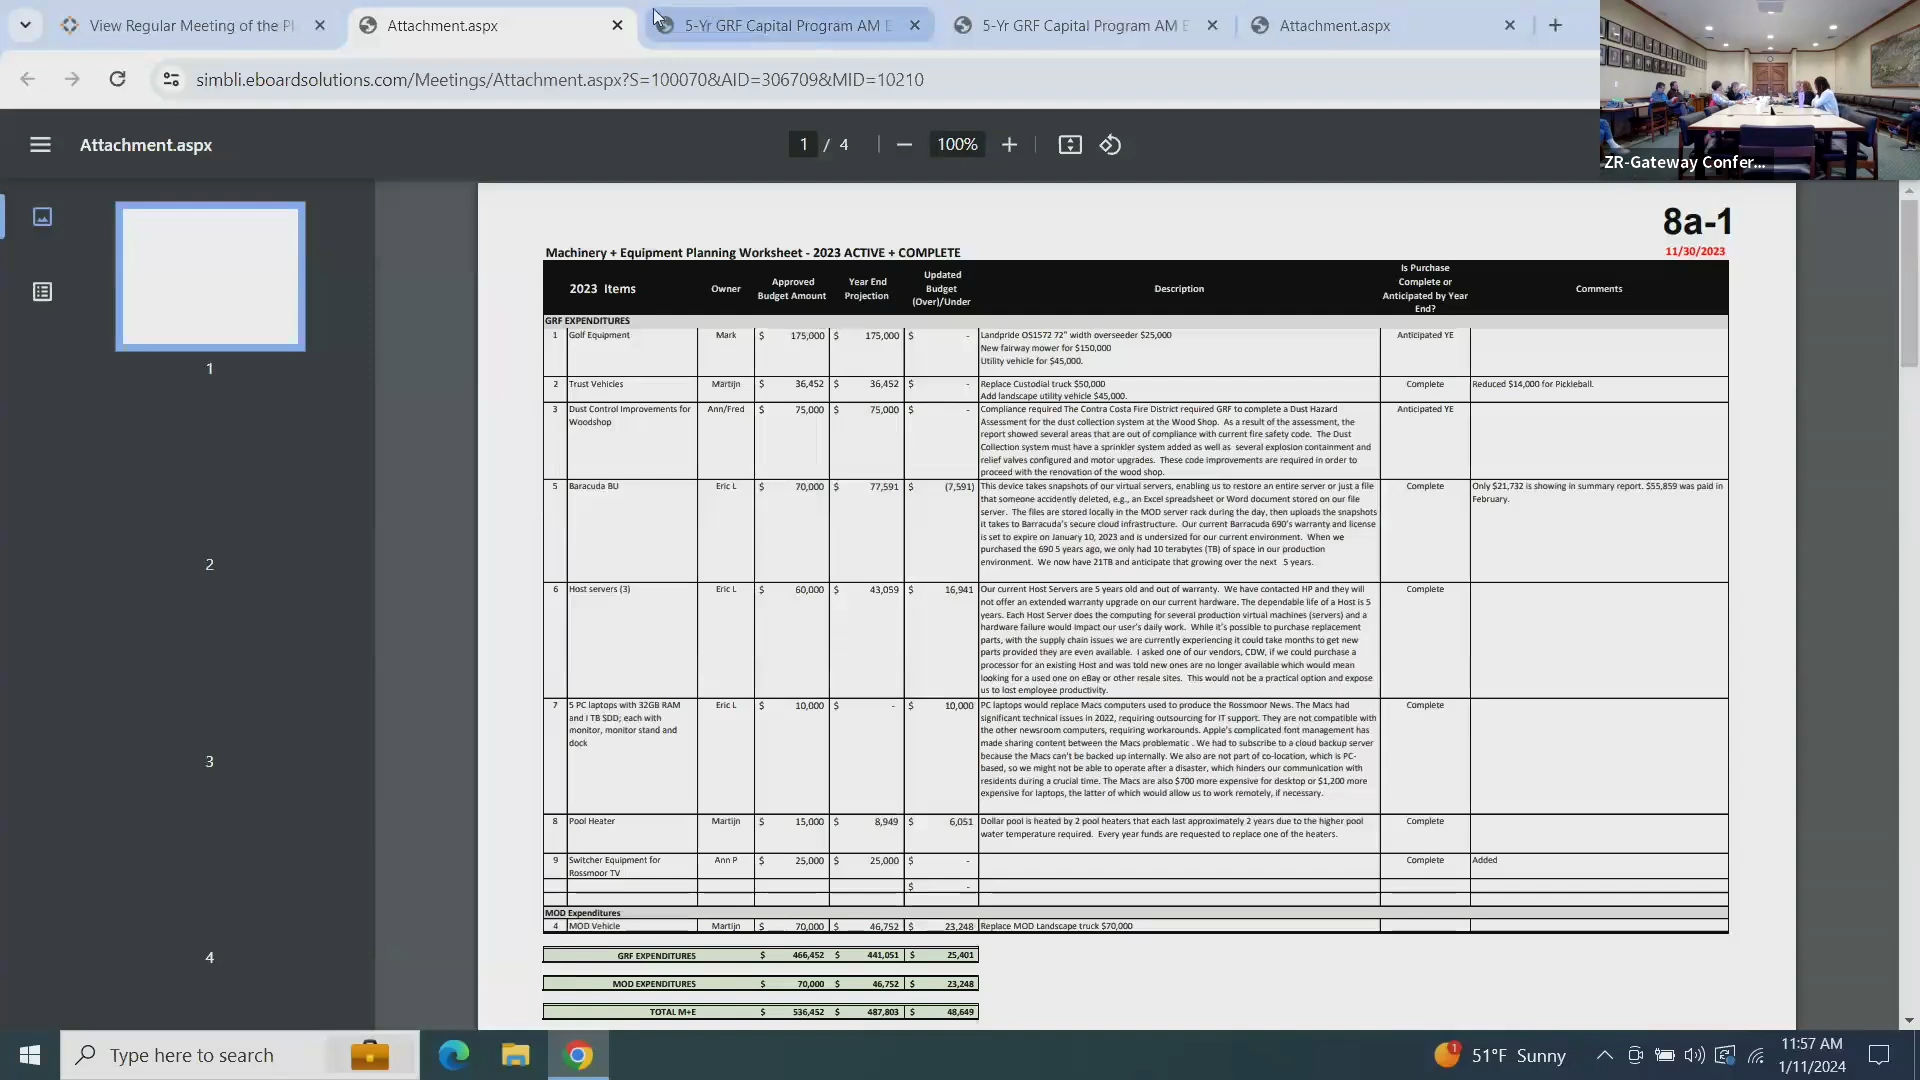 View Regular Meeting of the Pl
Attachment.aspx
5-Yr GRF Capital Program AM E
5-Yr GRF Capital Program AM E
Attachment.aspx
simbli.eboardsolutions.com/Meetings/Attachment.aspx?S=100070&AID=306709&MID=10210
Attachment.aspx
1 / 4
100%
ZR-Gateway Confer...
1
2
3
4
8a-1
11/30/2023
Machinery + Equipment Planning Worksheet - 2023 ACTIVE + COMPLETE
2023 Items Owner Approved Budget Amount Year End Projection Updated Budget (Over)/Under Description Is Purchase Complete or Anticipated by Year End? Comments
GRF EXPENDITURES
1 Golf Equipment Mark $ 175,000 $ 175,000 $ - Landpride OS1572 72" width overseeder $25,000 Anticipated YE
New fairway mower for $150,000
Utility vehicle for $45,000.
2 Trust Vehicles Martijn $ 36,452 $ 36,452 $ - Replace Custodial truck $50,000 Complete Reduced $14,000 for Pickleball.
Add landscape utility vehicle $45,000.
3 Dust Control Improvements for Ann/Fred $ 75,000 $ 75,000 $ - Compliance required The Contra Costa Fire District required GRF to complete a Dust Hazard Anticipated YE
Woodshop Assessment for the dust collection system at the Wood Shop. As a result of the assessment, the
report showed several areas that are out of compliance with current fire safety code. The Dust
Collection system must have a sprinkler system added as well as several explosion containment and
relief valves configured and motor upgrades. These code improvements are required in order to
proceed with the renovation of the wood shop.
5 Baracuda BU Eric L $ 70,000 $ 77,591 $ (7,591) This device takes snapshots of our virtual servers, enabling us to restore an entire server or just a file Complete Only $21,732 is showing in summary report. $55,859 was paid in
that someone accidently deleted, e.g., an Excel spreadsheet or Word document stored on our file February.
server. The files are stored locally in the MOD server rack during the day, then uploads the snapshots
it takes to Barracuda's secure cloud infrastructure. Our current Barracuda 690's warranty and license
is set to expire on January 10, 2023 and is undersized for our current environment. When we
purchased the 690 5 years ago, we only had 10 terabytes (TB) of space in our production
environment. We now have 21TB and anticipate that growing over the next 5 years.
6 Host servers (3) Eric L $ 60,000 $ 43,059 $ 16,941 Our current Host Servers are 5 years old and out of warranty. We have contacted HP and they will Complete
not offer an extended warranty upgrade on our current hardware. The dependable life of a Host is 5
years. Each Host Server does the computing for several production virtual machines (servers) and a
hardware failure would impact our user's daily work. While it's possible to purchase replacement
parts, with the supply chain issues we are currently experiencing it could take months to get new
parts provided they are even available. I asked one of our vendors, CDW, if we could purchase a
processor for an existing Host and was told new ones are no longer available which would mean
looking for a used one on eBay or other resale sites. This would not be a practical option and expose
us to lost employee productivity.
7 5 PC laptops with 32GB RAM Eric L $ 10,000 $ - $ 10,000 PC laptops would replace Macs computers used to produce the Rossmoor News. The Macs had Complete
and I TB SDD; each with significant technical issues in 2022, requiring outsourcing for IT support. They are not compatible with
monitor, monitor stand and the other newsroom computers, requiring workarounds. Apple's complicated font management has
dock made sharing content between the Macs problematic . We had to subscribe to a cloud backup server
because the Macs can't be backed up internally. We also are not part of co-location, which is PC-
based, so we might not be able to operate after a disaster, which hinders our communication with
residents during a crucial time. The Macs are also $700 more expensive for desktop or $1,200 more
expensive for laptops, the latter of which would allow us to work remotely, if necessary.
8 Pool Heater Martijn $ 15,000 $ 8,949 $ 6,051 Dollar pool is heated by 2 pool heaters that each last approximately 2 years due to the higher pool Complete
water temperature required. Every year funds are requested to replace one of the heaters.
9 Switcher Equipment for Ann P $ 25,000 $ 25,000 $ - Complete Added
Rossmoor TV
$ -
MOD Expenditures
4 MOD Vehicle Martijn $ 70,000 $ 46,752 $ 23,248 Replace MOD Landscape truck $70,000
GRF EXPENDITURES $ 466,452 $ 441,051 $ 25,401
MOD EXPENDITURES $ 70,000 $ 46,752 $ 23,248
TOTAL M+E $ 536,452 $ 487,803 $ 48,649
Type here to search
1
51°F Sunny
11:57 AM
1/11/2024